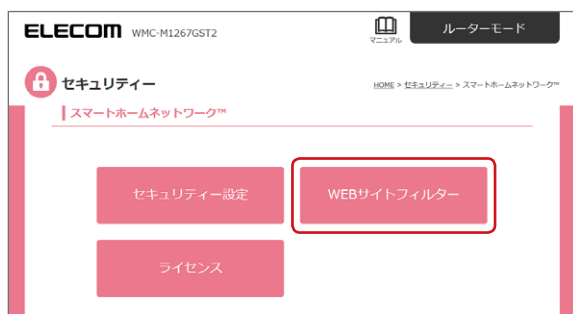 ELECOM WMC-M1267GST2
マニュアル
ルーターモード
セキュリティー
HOME > セキュリティー > スマートホームネットワーク™
スマートホームネットワーク™
セキュリティー設定
WEBサイトフィルター
ライセンス